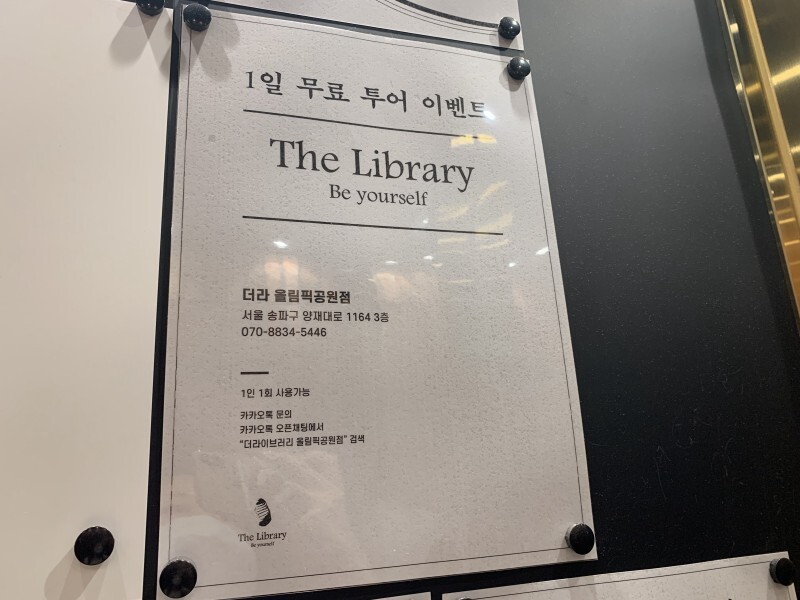 1일 무료 투어 이벤트
The Library
Be yourself
더라 올림픽공원점
서울 송파구 양재대로 1164 3층
070-8834-5446
1인 1회 사용가능
카카오톡 문의
카카오톡 오픈채팅에서
"더라이브러리 올림픽공원점" 검색
The Library
Be yourself